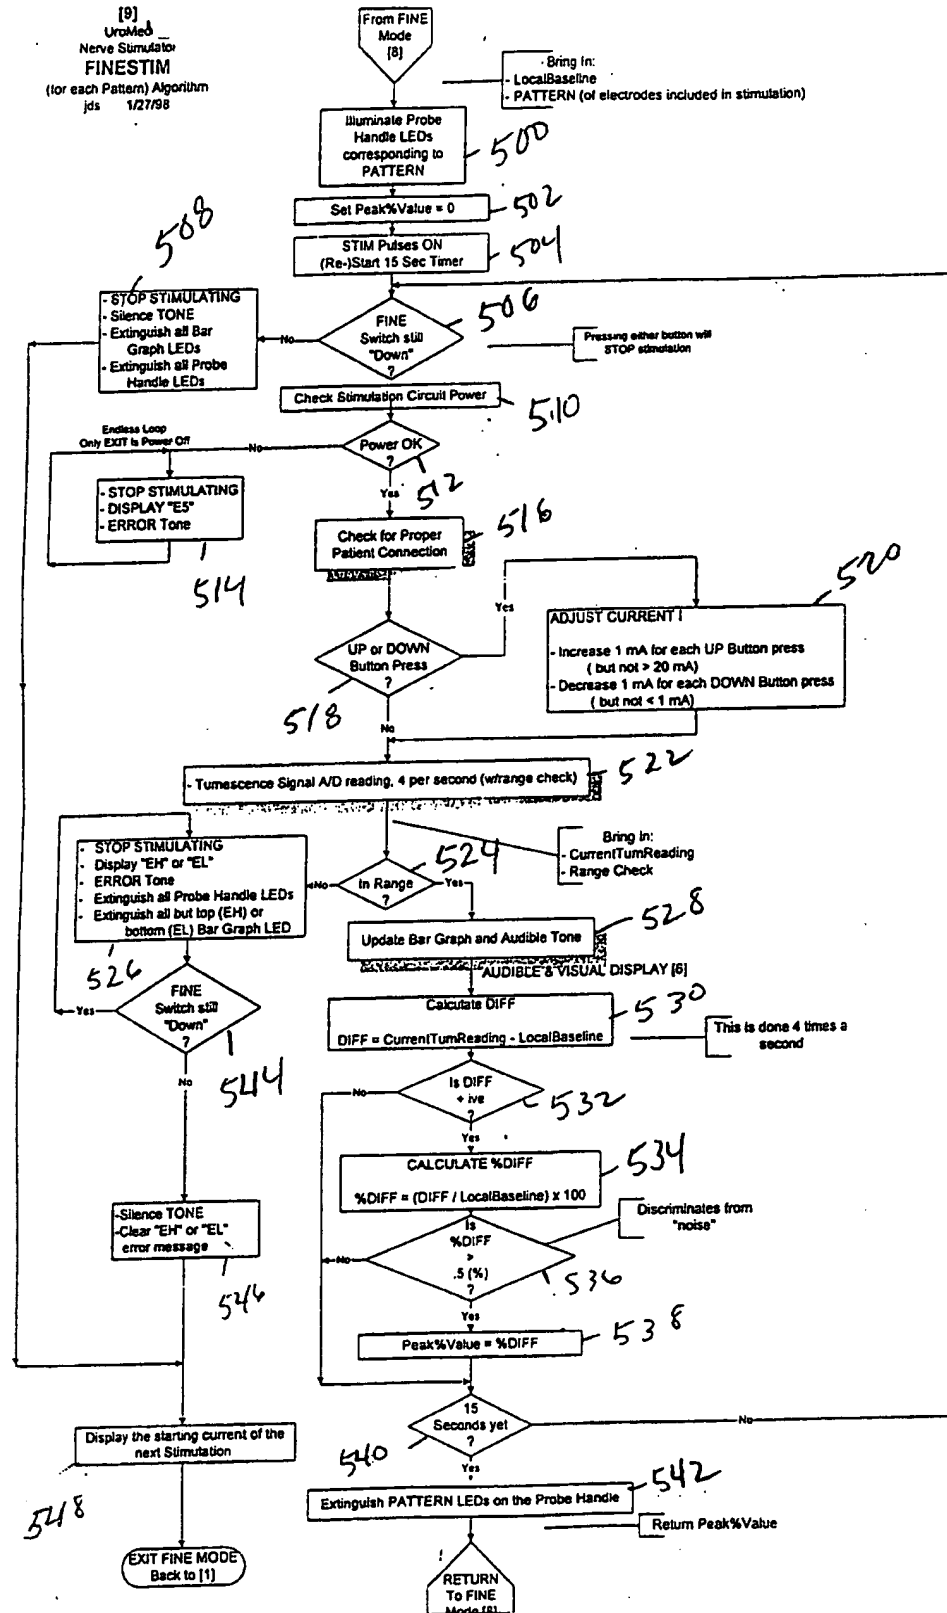 [9]
UroMed
Nerve Stimulator
FINESTIM
(for each Pattern) Algorithm
jds 1/27/98
From FINE
Mode
[8]
Bring In:
- LocalBaseline
- PATTERN (of electrodes included in stimulation)
Illuminate Probe
Handle LEDs
corresponding to
PATTERN
500
Set Peak%Value = 0
502
STIM Pulses ON
(Re-)Start 15 Sec Timer
504
508
- STOP STIMULATING
- Silence TONE
- Extinguish all Bar
Graph LEDs
- Extinguish all Probe
Handle LEDs
No
FINE
Switch still
"Down"
?
506
Pressing either button will
STOP stimulation
Check Stimulation Circuit Power
510
Endless Loop
Only EXIT is Power Off
No
Power OK
?
512
Yes
- STOP STIMULATING
- DISPLAY "E5"
- ERROR Tone
514
Check for Proper
Patient Connection
516
UP or DOWN
Button Press
?
518
Yes
No
520
ADJUST CURRENT I
- Increase 1 mA for each UP Button press
( but not > 20 mA)
- Decrease 1 mA for each DOWN Button press
( but not < 1 mA)
- Tumescence Signal A/D reading, 4 per second (w/range check)
522
Bring In:
- CurrentTumReading
- Range Check
- STOP STIMULATING
- Display "EH" or "EL"
- ERROR Tone
- Extinguish all Probe Handle LEDs
- Extinguish all but top (EH) or
bottom (EL) Bar Graph LED
526
No
In Range
?
524
Yes
Update Bar Graph and Audible Tone
528
AUDIBLE & VISUAL DISPLAY [6]
Yes
FINE
Switch still
"Down"
?
544
No
Calculate DIFF
DIFF = CurrentTumReading - LocalBaseline
530
This is done 4 times a
second
No
Is DIFF
+ ive
?
532
Yes
CALCULATE %DIFF
%DIFF = (DIFF / LocalBaseline) x 100
534
Discriminates from
"noise"
No
Is
%DIFF
>
.5 (%)
?
536
Yes
-Silence TONE
-Clear "EH" or "EL"
error message
546
Peak%Value = %DIFF
538
15
Seconds yet
?
540
No
Yes
Display the starting current of the
next Stimulation
548
Extinguish PATTERN LEDs on the Probe Handle
542
Return Peak%Value
EXIT FINE MODE
Back to [1]
RETURN
To FINE
Mode [8]